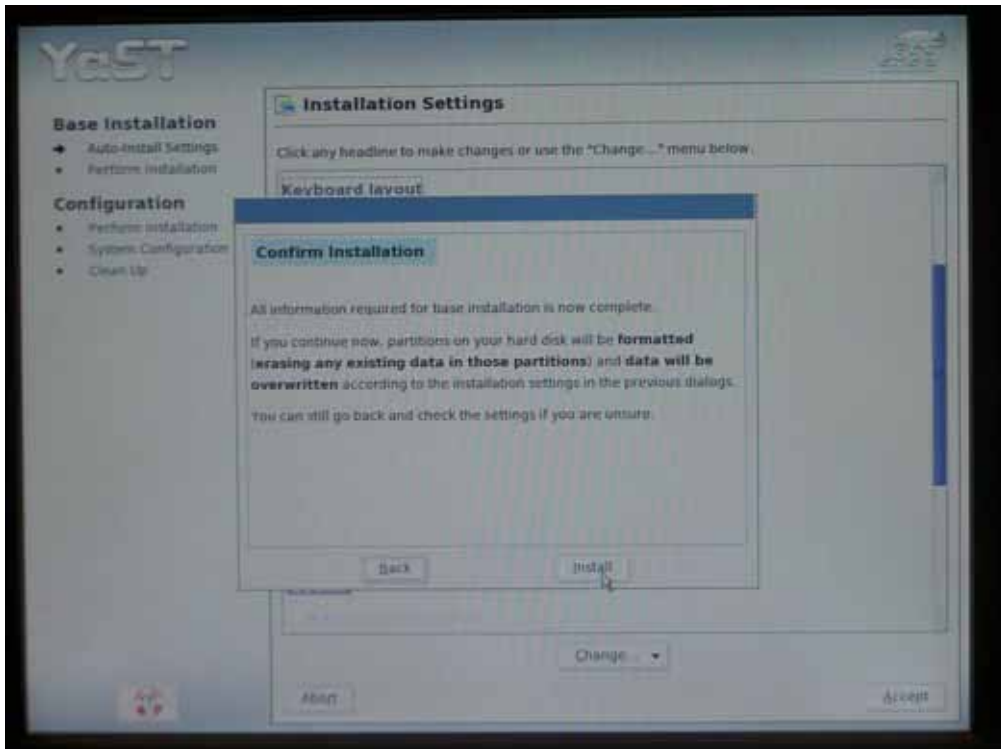 YaST
Base Installation
Auto-Install Settings
Perform Installation
Configuration
Perform Installation
System Configuration
Clean Up
Installation Settings
Click any headline to make changes or use the "Change..." menu below.
Keyboard layout
Confirm Installation
All information required for base installation is now complete.
If you continue now, partitions on your hard disk will be formatted
(erasing any existing data in those partitions) and data will be
overwritten according to the installation settings in the previous dialogs.
You can still go back and check the settings if you are unsure.
Back
Install
Change...
Abort
Accept